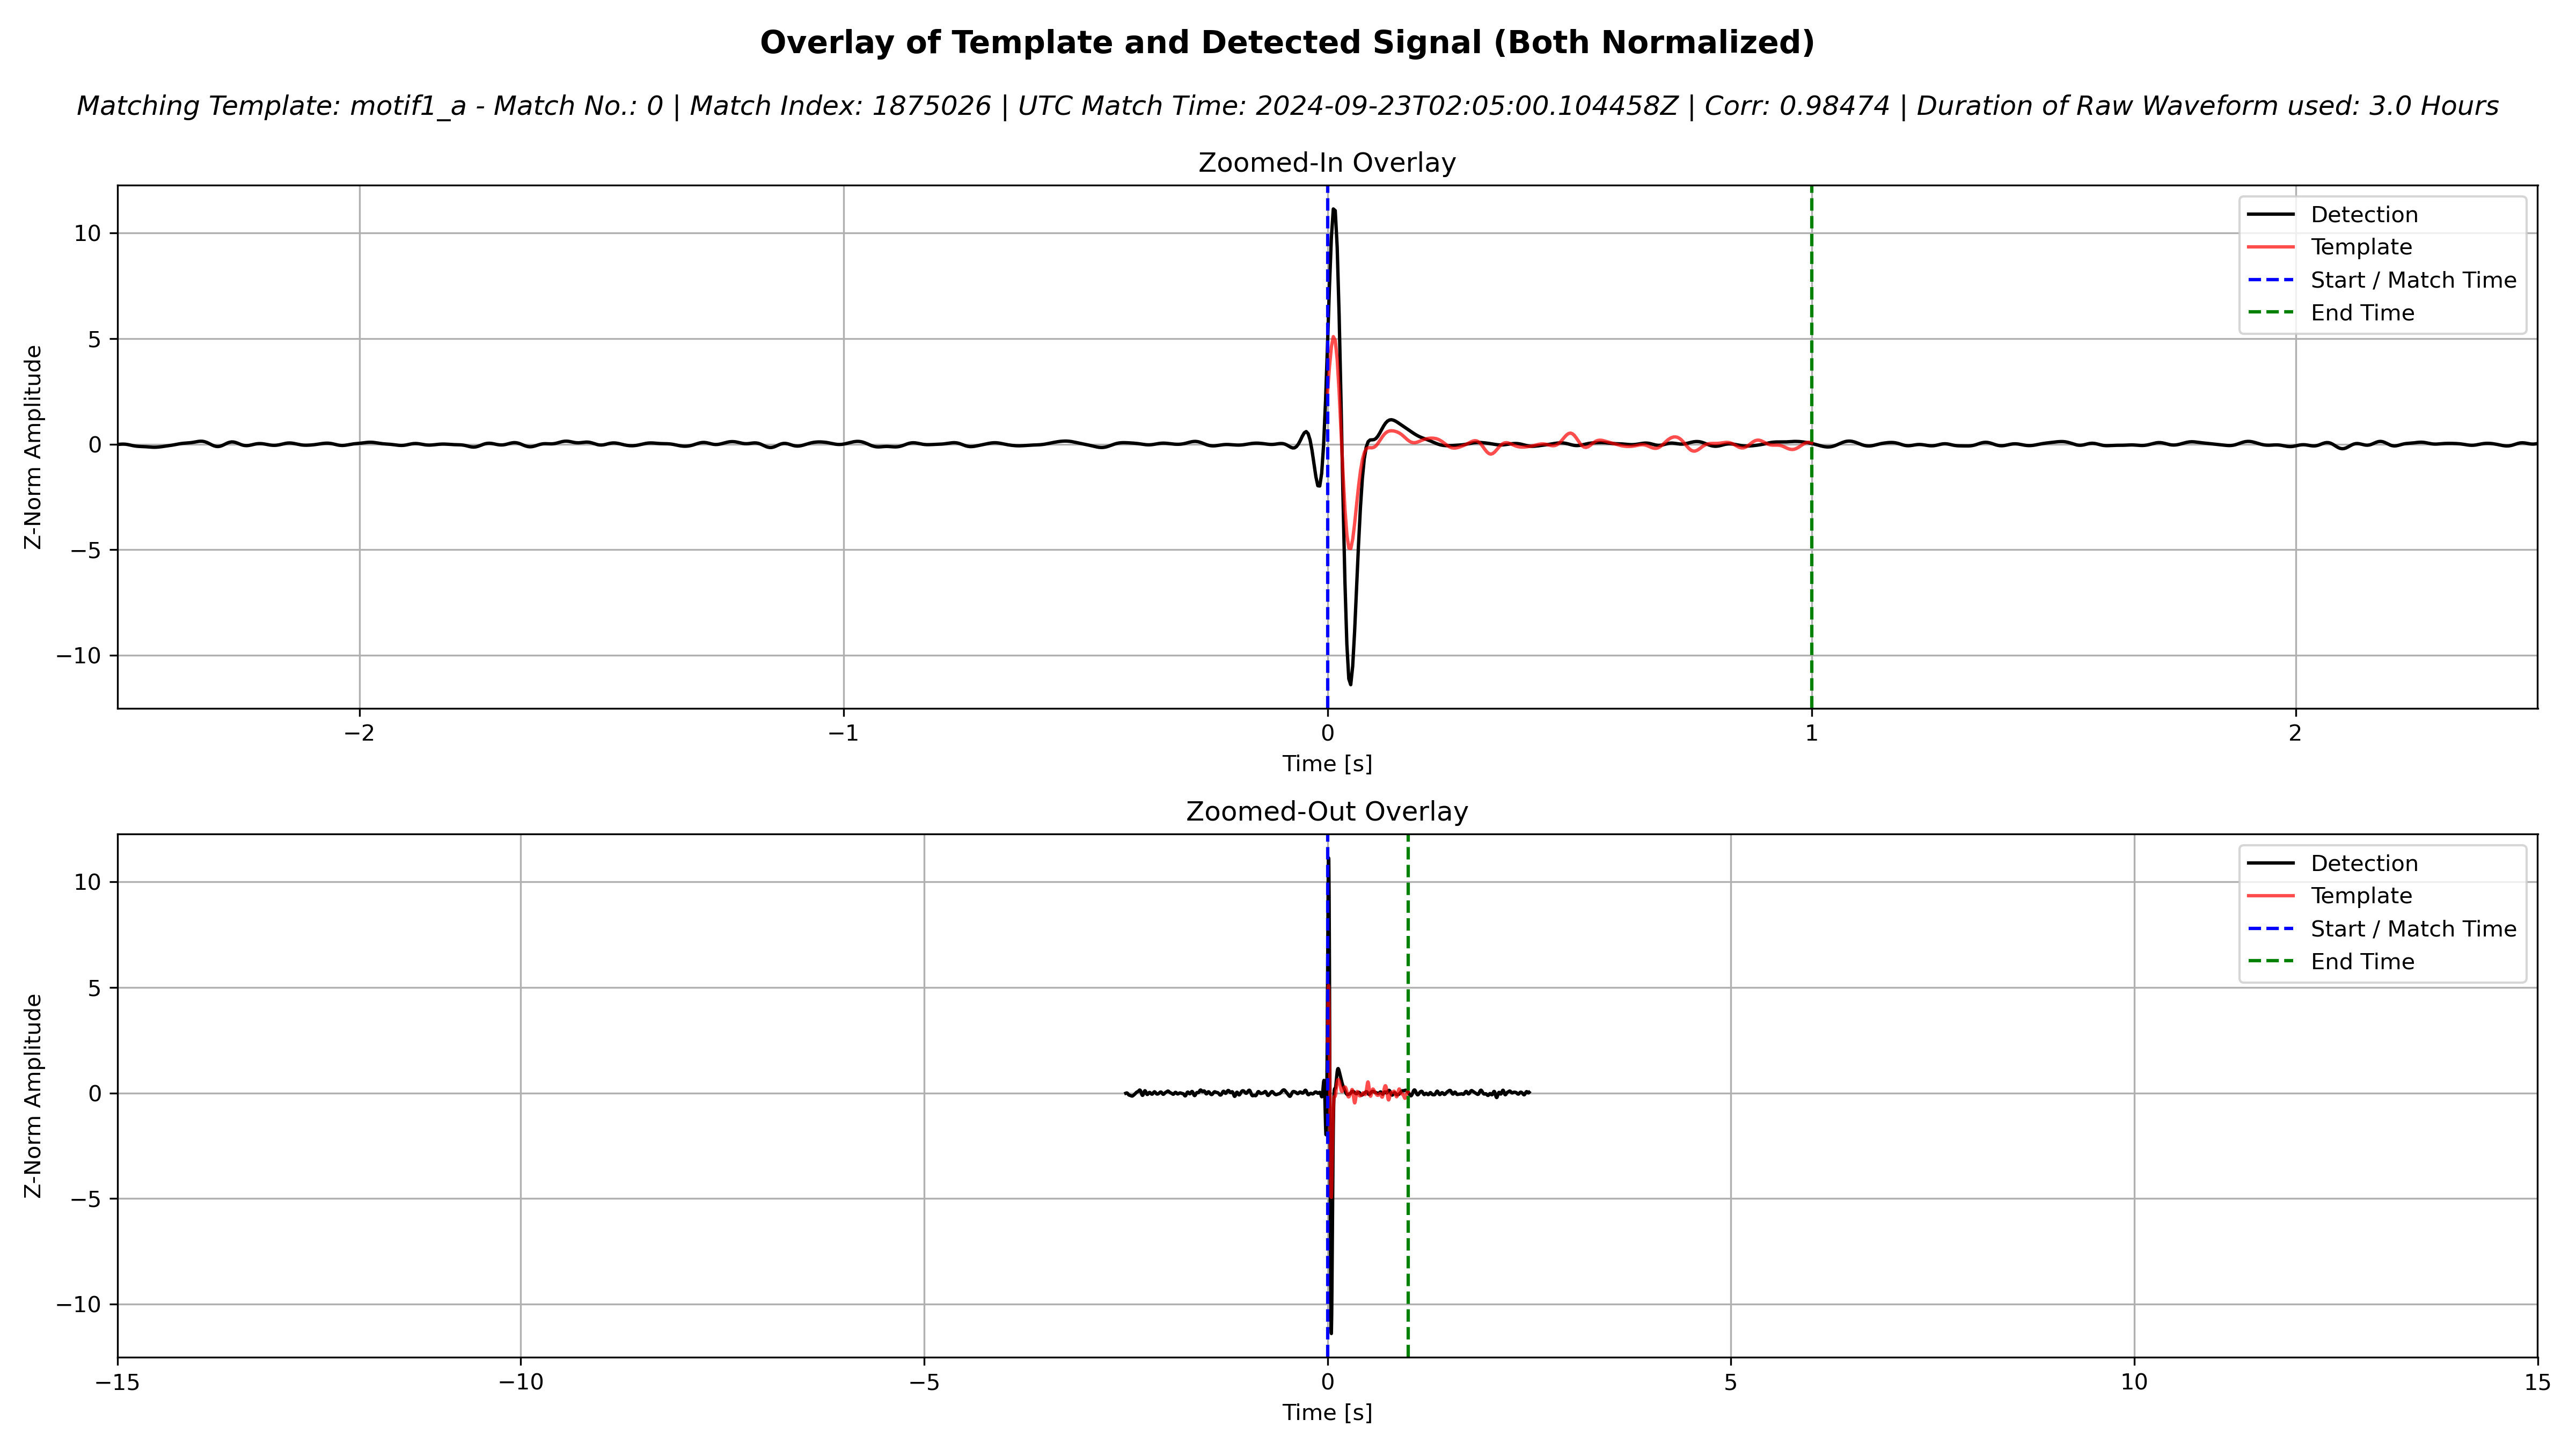 Overlay of Template and Detected Signal (Both Normalized)
Matching Template: motif1_a - Match No.: 0 | Match Index: 1875026 | UTC Match Time: 2024-09-23T02:05:00.104458Z | Corr: 0.98474 | Duration of Raw Waveform used: 3.0 Hours
Zoomed-In Overlay
Z-Norm Amplitude
10
5
0
−5
−10
Detection
Template
Start / Match Time
End Time
−2 −1 0 1 2
Time [s]
Zoomed-Out Overlay
Z-Norm Amplitude
10
5
0
−5
−10
Detection
Template
Start / Match Time
End Time
−15 −10 −5 0 5 10 15
Time [s]